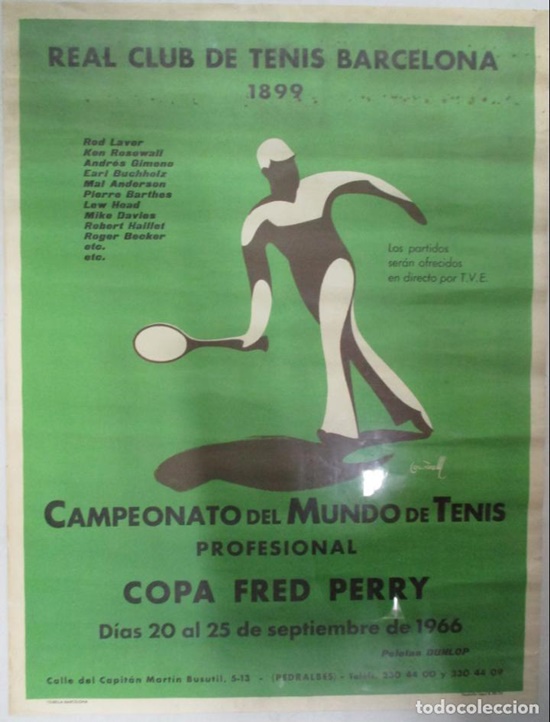 REAL CLUB DE TENIS BARCELONA
1899
Rod Laver
Ken Rosewall
Andrés Gimeno
Earl Buchholz
Mal Anderson
Pierre Barthes
Lew Hoad
Mike Davies
Robert Haillet
Roger Becker
etc.
etc.
Los partidos
serán ofrecidos
en directo por T.V.E.
CAMPEONATO DEL MUNDO DE TENIS
PROFESIONAL
COPA FRED PERRY
Días 20 al 25 de septiembre de 1966
Pelotas DUNLOP
Calle del Capitán Martín Busutil, 5-13 - (PEDRALBES) - Teléfs. 230 44 00 y 230 44 09
todocoleccion